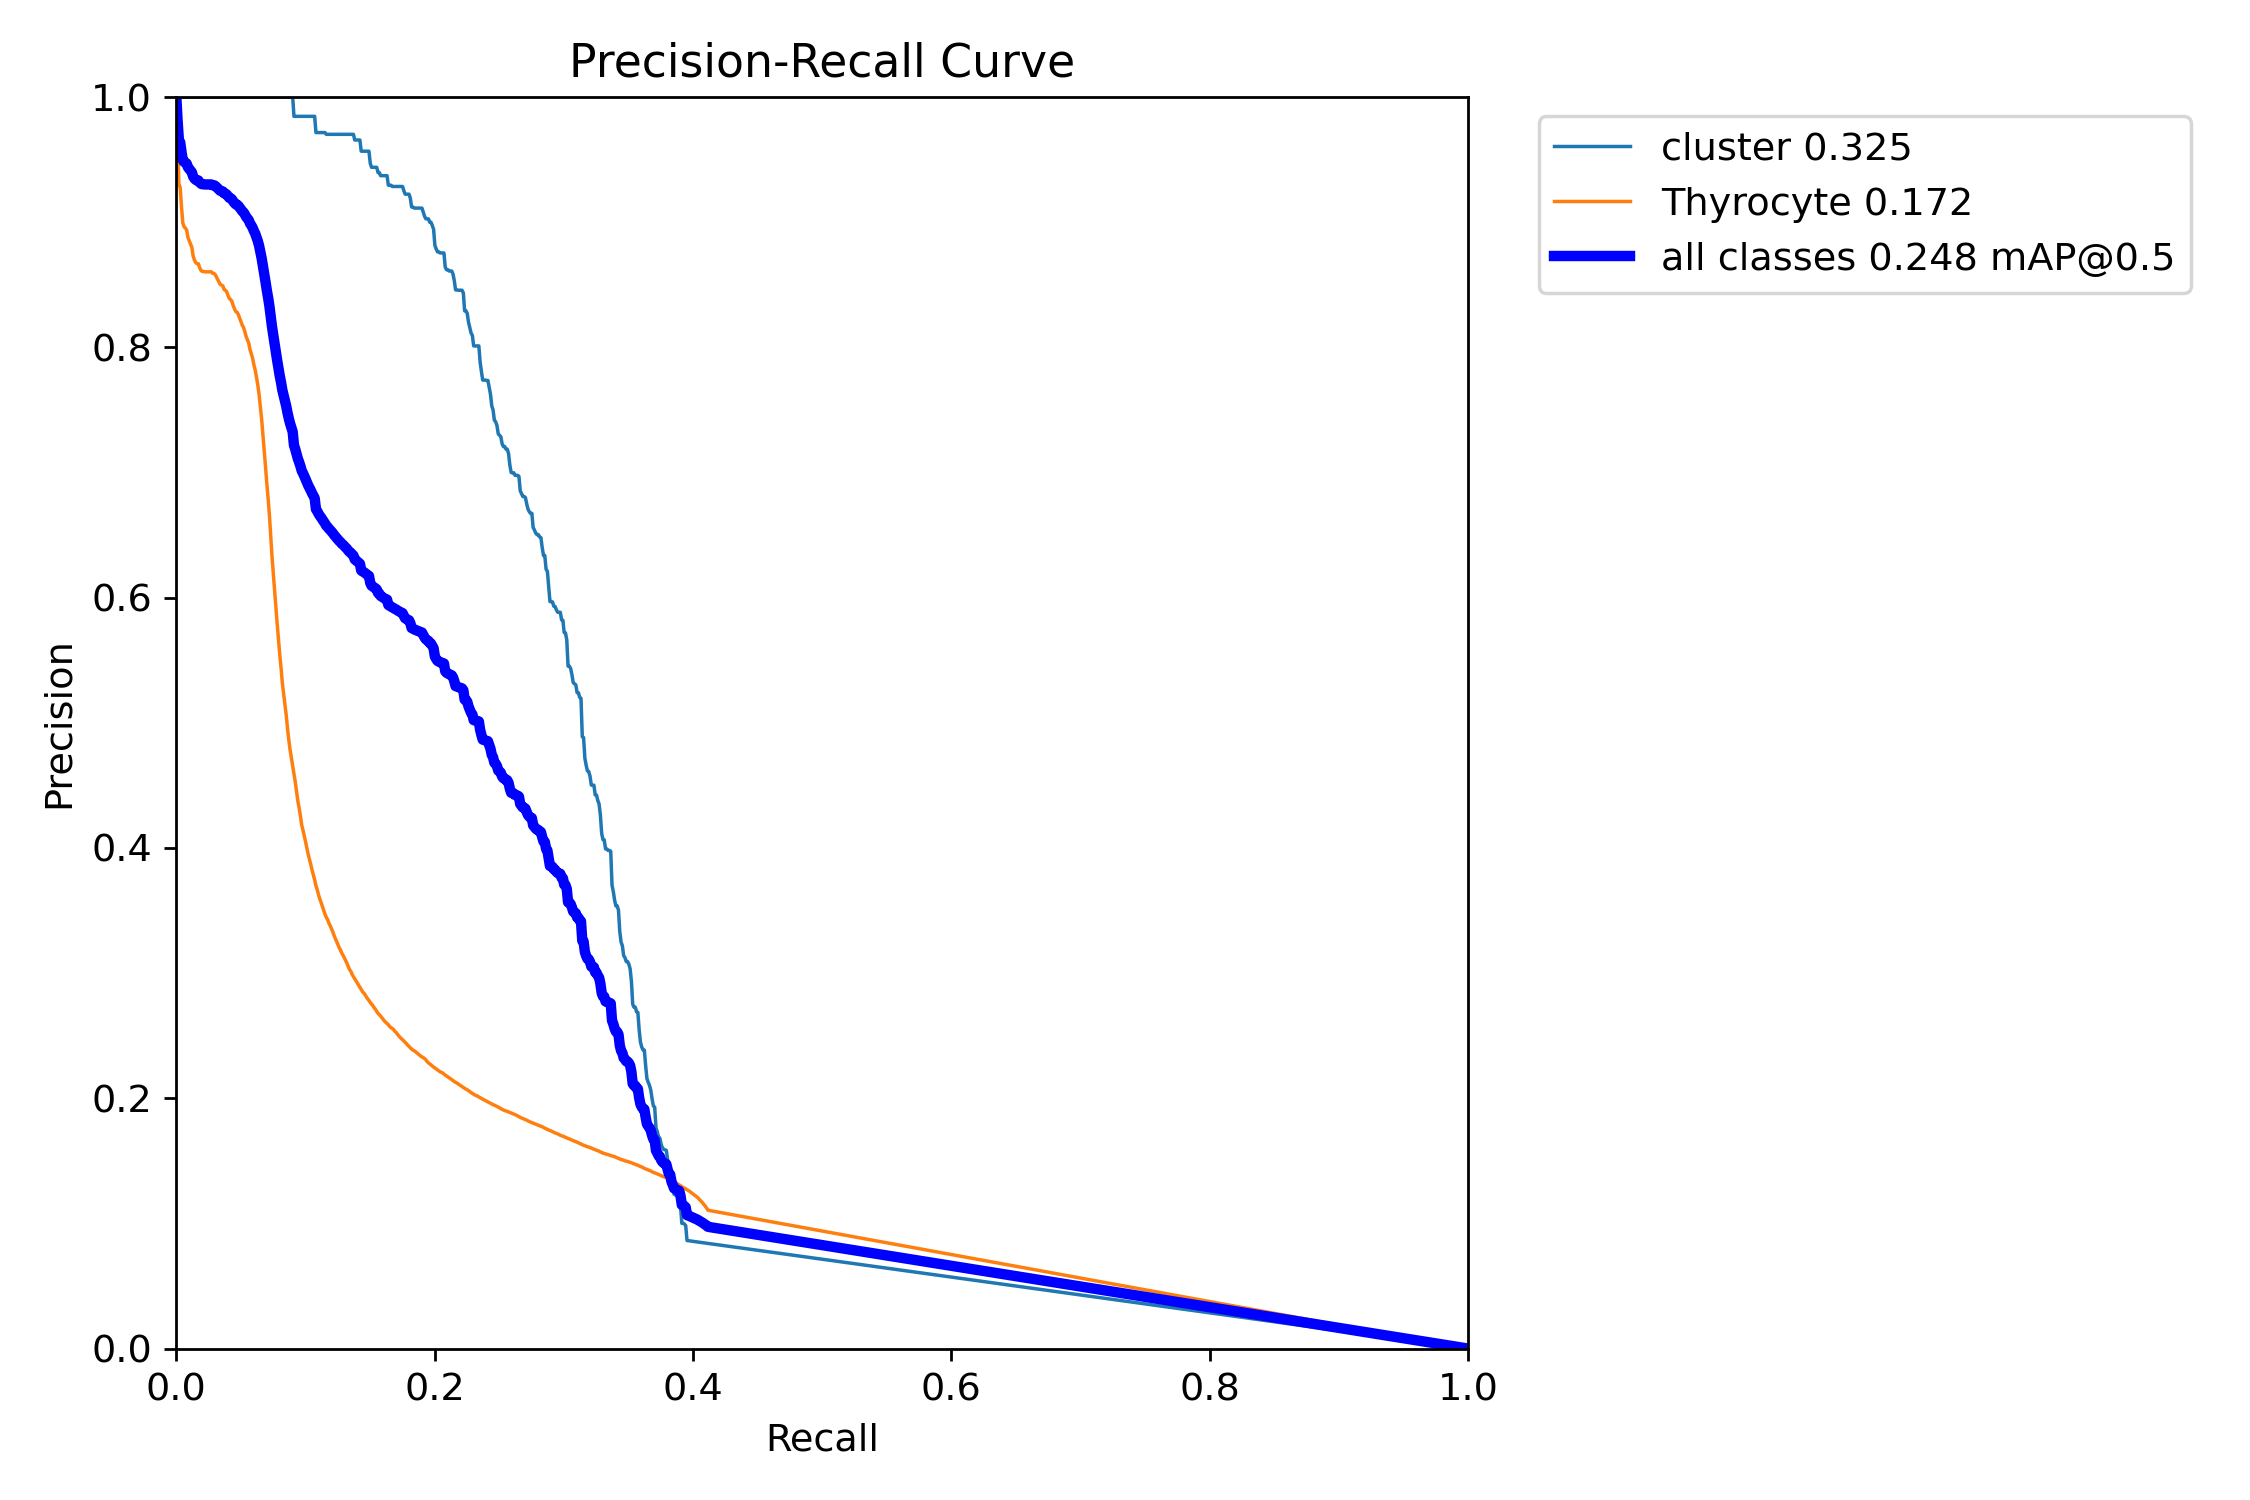 Precision-Recall Curve
1.0
0.8
0.6
0.4
0.2
0.0
Precision
0.0 0.2 0.4 0.6 0.8 1.0
Recall
cluster 0.325
Thyrocyte 0.172
all classes 0.248 mAP@0.5